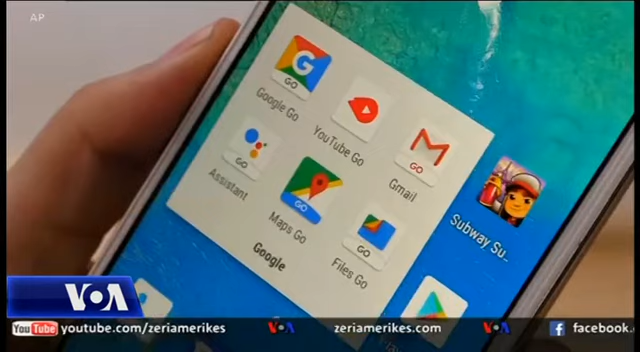 AP
G
GO
Google Go
YouTube Go
GO
Gmail
GO
Assistant
GO
Maps Go
GO
Files Go
Google
Subway Su..
VOA
YouTube youtube.com/zeriamerikes VOA zeriamerikes.com VOA f facebook.